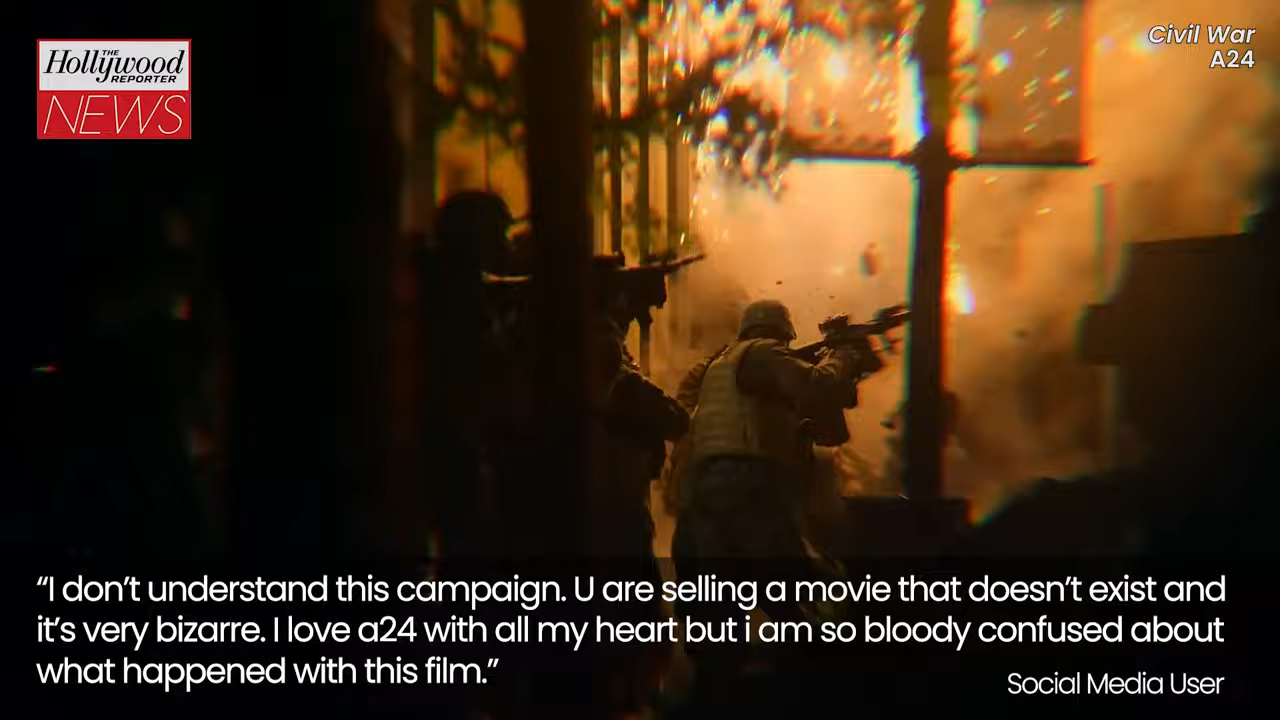 THE
Hollywood
REPORTER
NEWS
Civil War
A24
“I don’t understand this campaign. U are selling a movie that doesn’t exist and
it’s very bizarre. I love a24 with all my heart but i am so bloody confused about
what happened with this film.”
Social Media User